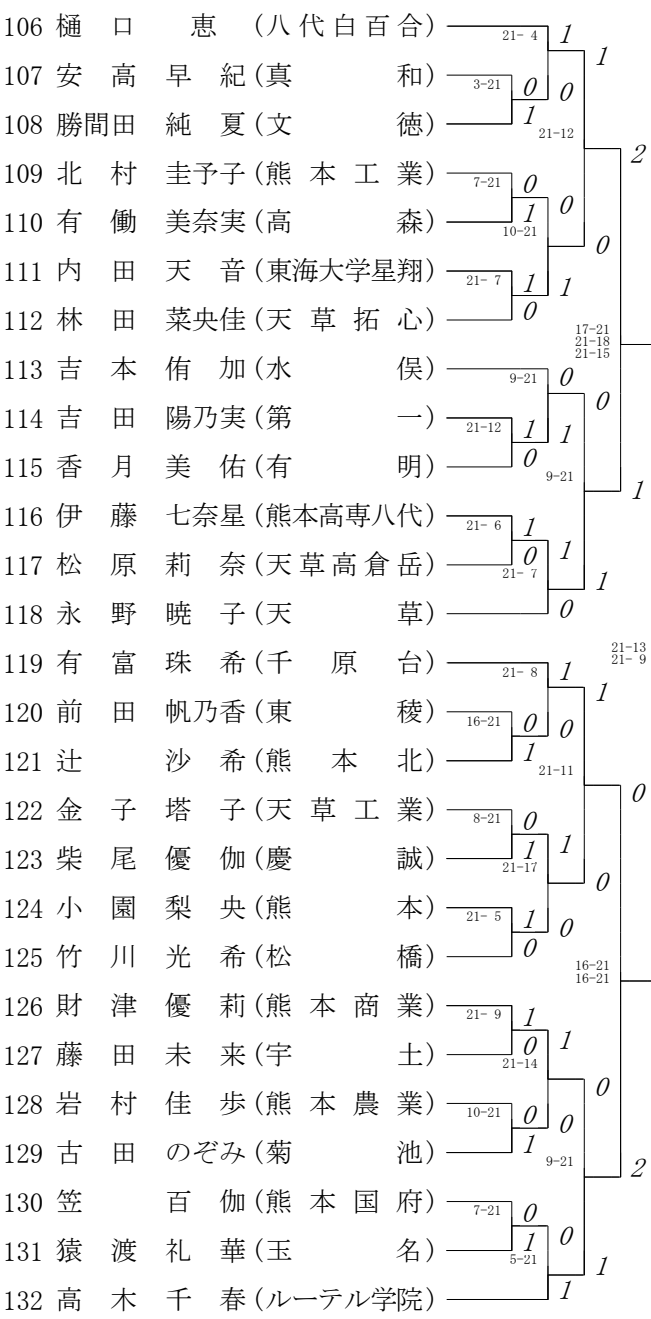 106 樋口 恵 (八代白百合) 21- 4 1 1
107 安高早紀 (真和) 3-21 0 0
108 勝間田純夏 (文徳) 1 21-12 2
109 北村圭予子 (熊本工業) 7-21 0
110 有働美奈実 (高森) 1 10-21 0 0
111 内田天音 (東海大学星翔) 21- 7 1 1
112 林田菜央佳 (天草拓心) 0
17-21
21-18
21-15
113 吉本侑加 (水俣) 9-21 0 0
114 吉田陽乃実 (第一) 21-12 1 1
115 香月美佑 (有明) 0 9-21 1
116 伊藤七奈星 (熊本高専八代) 21- 6 1
117 松原莉奈 (天草高倉岳) 0 21- 7 1 1
118 永野暁子 (天草) 0
21-13
21- 9
119 有富珠希 (千原台) 21- 8 1 1
120 前田帆乃香 (東稜) 16-21 0 0
121 辻 沙希 (熊本北) 1 21-11 0
122 金子塔子 (天草工業) 8-21 0
123 柴尾優伽 (慶誠) 1 21-17 1 0
124 小園梨央 (熊本) 21- 5 1 0
125 竹川光希 (松橋) 0
16-21
16-21
126 財津優莉 (熊本商業) 21- 9 1
127 藤田未来 (宇土) 0 21-14 1 0
128 岩村佳歩 (熊本農業) 10-21 0 0
129 古田のぞみ (菊池) 1 9-21 2
130 笠 百伽 (熊本国府) 7-21 0
131 猿渡礼華 (玉名) 1 5-21 0 1
132 高木千春 (ルーテル学院) 1